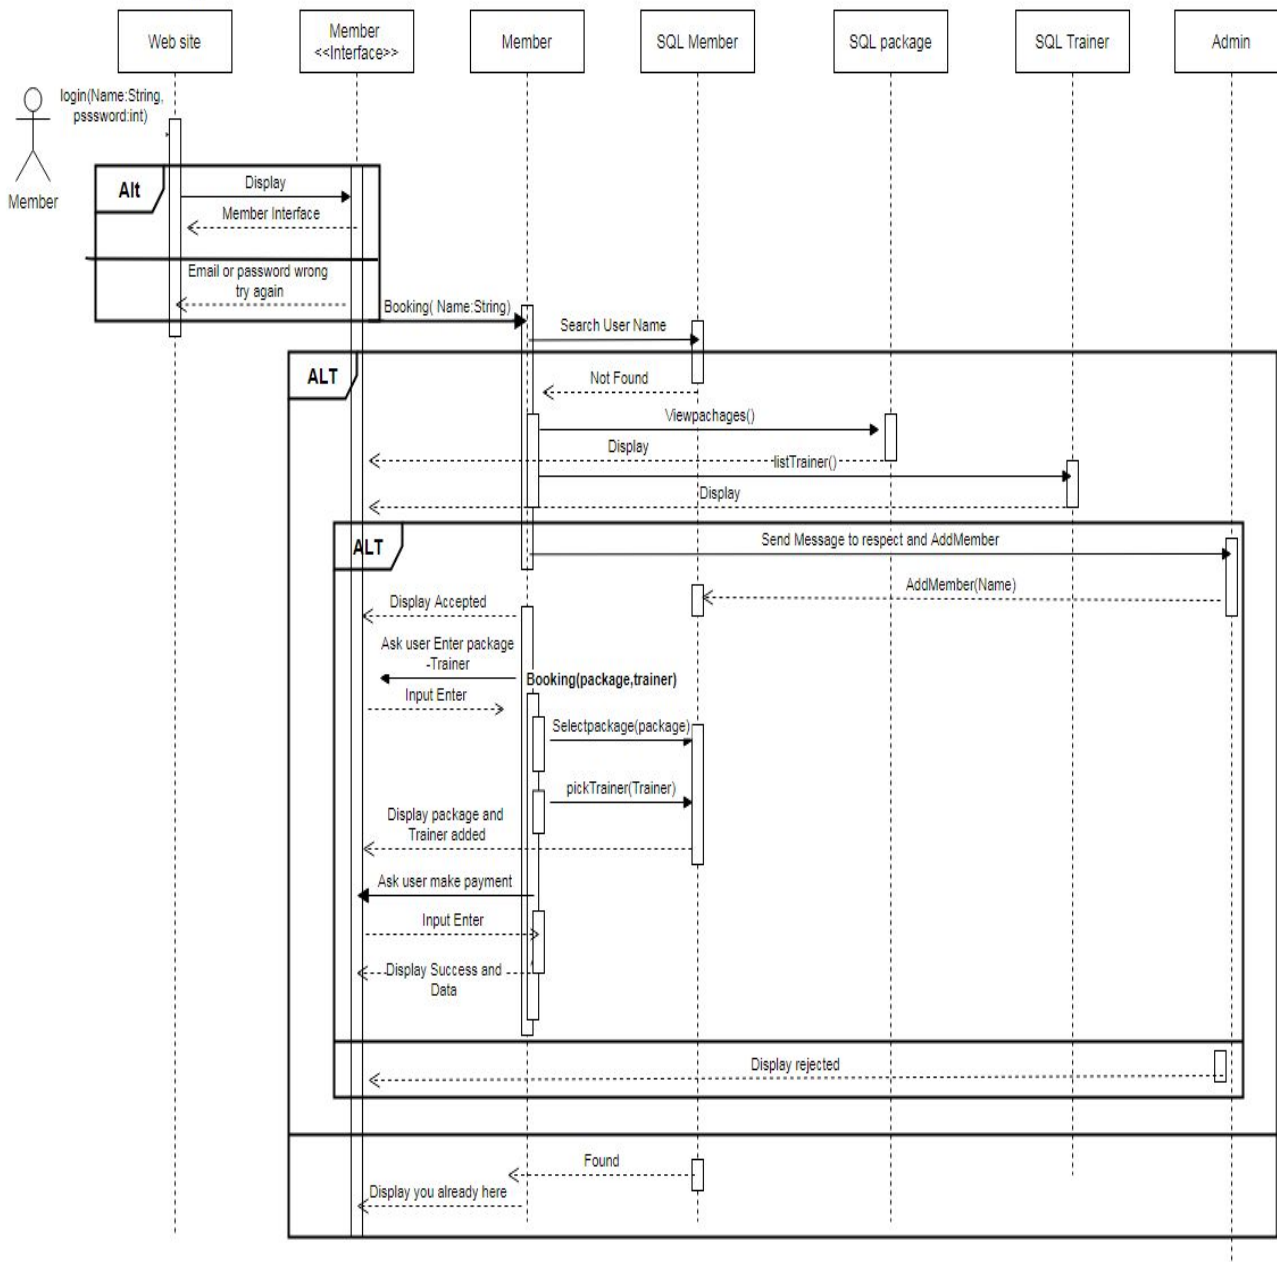 Web site
Member
<<Interface>>
Member
SQL Member
SQL package
SQL Trainer
Admin
login(Name:String,
psssword:int)
Member
Alt
Display
Member Interface
Email or password wrong
try again
Booking( Name:String)
Search User Name
ALT
Not Found
Viewpachages()
Display
listTrainer()
Display
ALT
Send Message to respect and AddMember
AddMember(Name)
Display Accepted
Ask user Enter package
-Trainer
Booking(package,trainer)
Input Enter
Selectpackage(package)
pickTrainer(Trainer)
Display package and
Trainer added
Ask user make payment
Input Enter
Display Success and
Data
Display rejected
Found
Display you already here